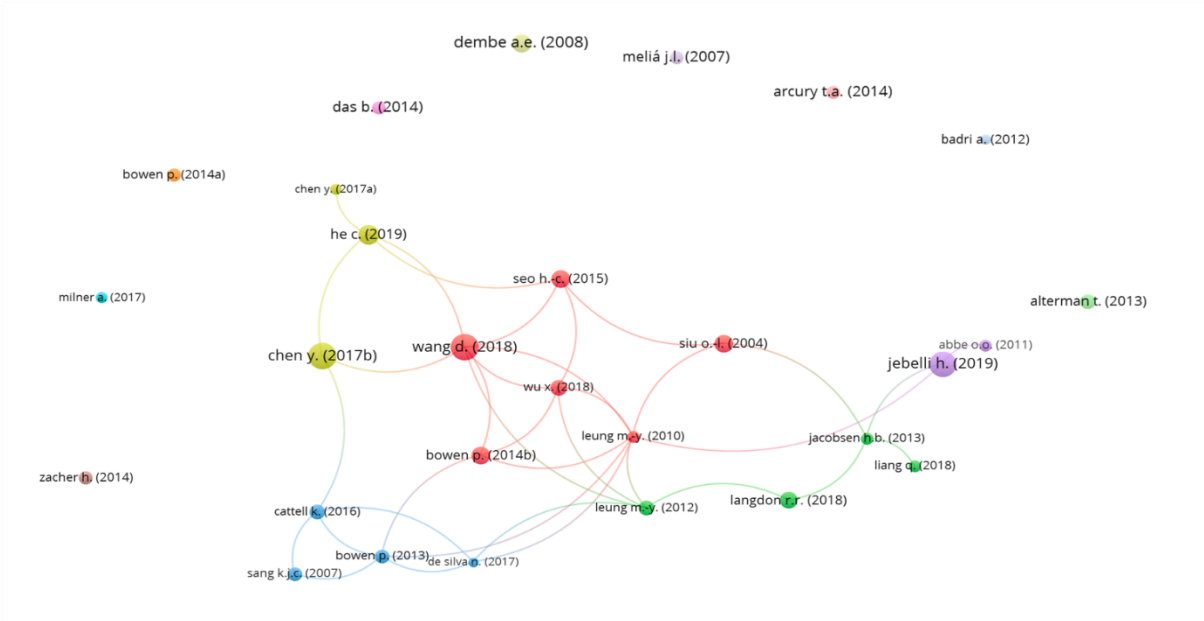 dembe a.e. (2008)
meliá j.l. (2007)
arcury t.a. (2014)
das b. (2014)
badri a. (2012)
bowen p. (2014a)
chen y. (2017a)
he c. (2019)
seo h.-c. (2015)
milner a. (2017)
alterman t. (2013)
wang d. (2018)
siu o.-l. (2004)
abbe o.o. (2011)
chen y. (2017b)
jebelli h. (2019)
wu x. (2018)
leung m.-y. (2010)
jacobsen h.b. (2013)
bowen p. (2014b)
liang q. (2018)
zacher h. (2014)
langdon r.r. (2018)
leung m.-y. (2012)
cattell k. (2016)
bowen p. (2013)
de silva n. (2017)
sang k.j.c. (2007)